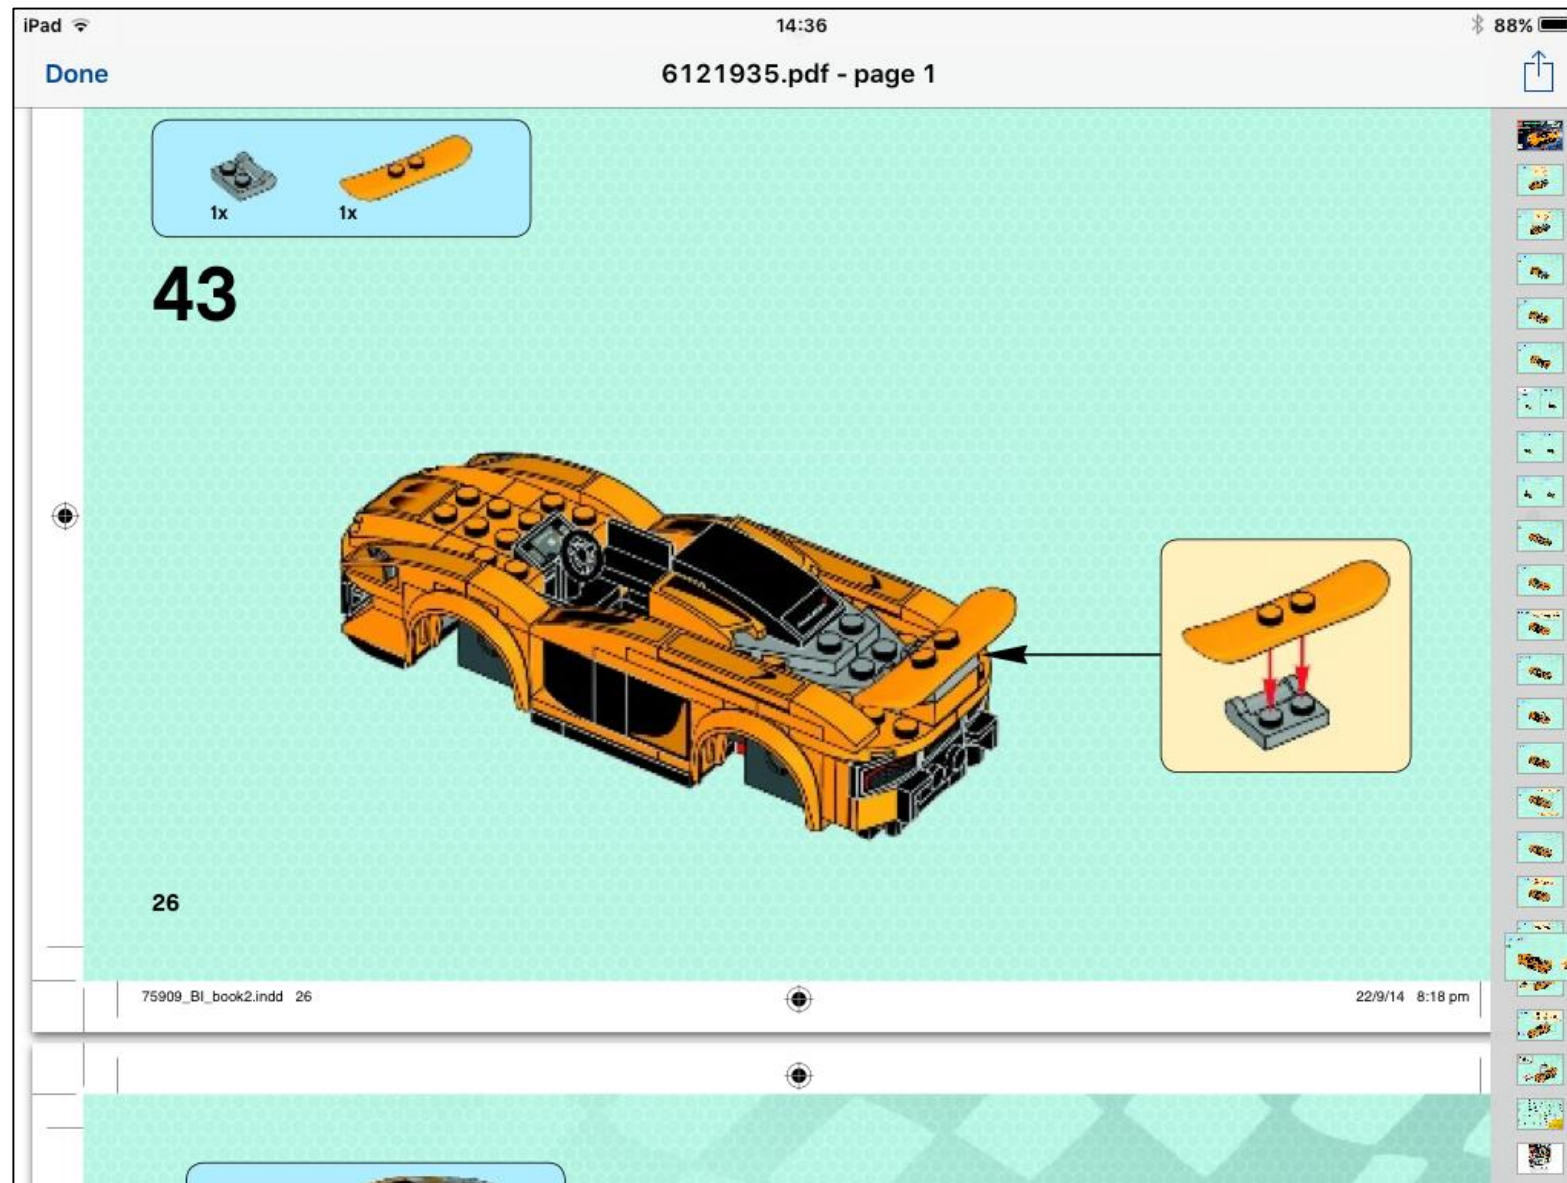 iPad 14:36 88%
Done 6121935.pdf - page 1
1x 1x
43
26
75909_BI_book2.indd 26 22/9/14 8:18 pm